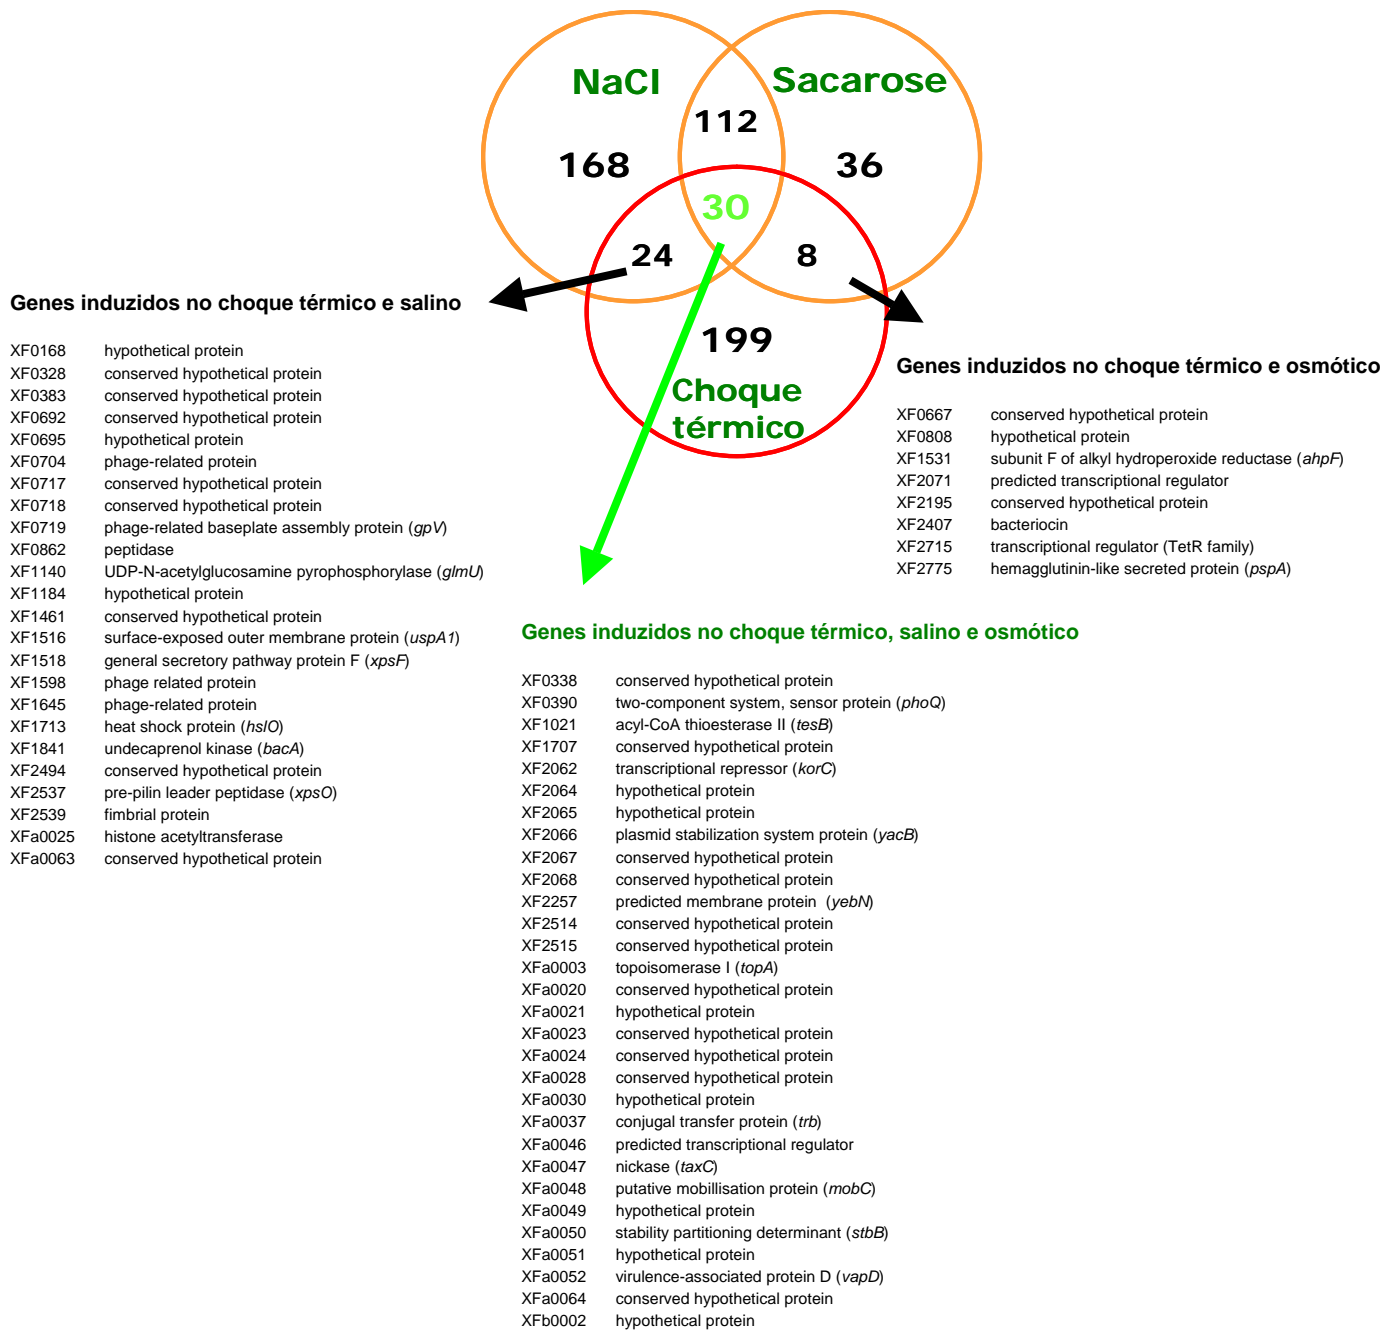 NaCl
Sacarose
112
168
36
30
24
8
199
Choque
térmico
Genes induzidos no choque térmico e salino
XF0168 hypothetical protein
XF0328 conserved hypothetical protein
XF0383 conserved hypothetical protein
XF0692 conserved hypothetical protein
XF0695 hypothetical protein
XF0704 phage-related protein
XF0717 conserved hypothetical protein
XF0718 conserved hypothetical protein
XF0719 phage-related baseplate assembly protein (gpV)
XF0862 peptidase
XF1140 UDP-N-acetylglucosamine pyrophosphorylase (glmU)
XF1184 hypothetical protein
XF1461 conserved hypothetical protein
XF1516 surface-exposed outer membrane protein (uspA1)
XF1518 general secretory pathway protein F (xpsF)
XF1598 phage related protein
XF1645 phage-related protein
XF1713 heat shock protein (hslO)
XF1841 undecaprenol kinase (bacA)
XF2494 conserved hypothetical protein
XF2537 pre-pilin leader peptidase (xpsO)
XF2539 fimbrial protein
XFa0025 histone acetyltransferase
XFa0063 conserved hypothetical protein
Genes induzidos no choque térmico e osmótico
XF0667 conserved hypothetical protein
XF0808 hypothetical protein
XF1531 subunit F of alkyl hydroperoxide reductase (ahpF)
XF2071 predicted transcriptional regulator
XF2195 conserved hypothetical protein
XF2407 bacteriocin
XF2715 transcriptional regulator (TetR family)
XF2775 hemagglutinin-like secreted protein (pspA)
Genes induzidos no choque térmico, salino e osmótico
XF0338 conserved hypothetical protein
XF0390 two-component system, sensor protein (phoQ)
XF1021 acyl-CoA thioesterase II (tesB)
XF1707 conserved hypothetical protein
XF2062 transcriptional repressor (korC)
XF2064 hypothetical protein
XF2065 hypothetical protein
XF2066 plasmid stabilization system protein (yacB)
XF2067 conserved hypothetical protein
XF2068 conserved hypothetical protein
XF2257 predicted membrane protein (yebN)
XF2514 conserved hypothetical protein
XF2515 conserved hypothetical protein
XFa0003 topoisomerase I (topA)
XFa0020 conserved hypothetical protein
XFa0021 hypothetical protein
XFa0023 conserved hypothetical protein
XFa0024 conserved hypothetical protein
XFa0028 conserved hypothetical protein
XFa0030 hypothetical protein
XFa0037 conjugal transfer protein (trb)
XFa0046 predicted transcriptional regulator
XFa0047 nickase (taxC)
XFa0048 putative mobillisation protein (mobC)
XFa0049 hypothetical protein
XFa0050 stability partitioning determinant (stbB)
XFa0051 hypothetical protein
XFa0052 virulence-associated protein D (vapD)
XFa0064 conserved hypothetical protein
XFb0002 hypothetical protein